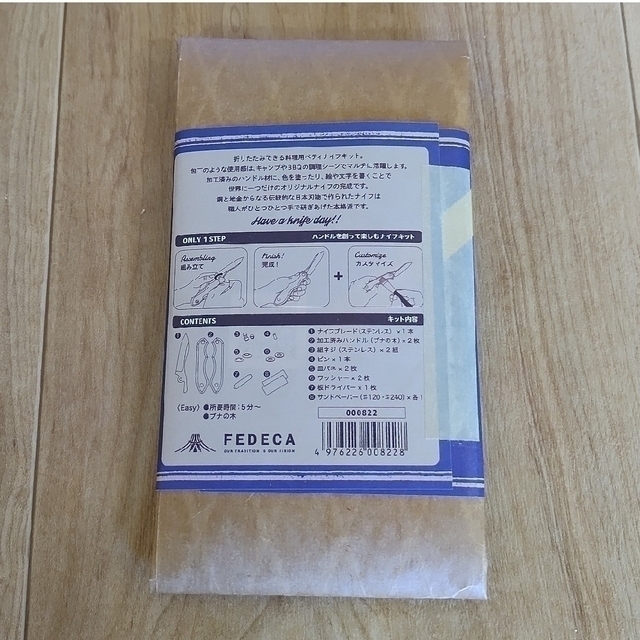 折りたたみできる料理用ペティナイフキット。
包丁のような使用感は、キャンプやBBQの調理シーンでマルチに活躍します。
加工済みのハンドル材に、色を塗ったり、絵や文字を書くことで
世界に一つだけのオリジナルナイフの完成です。
鋼と地金からなる伝統的な日本刃物で作られたナイフは
職人がひとつひとつ手で研ぎあげた本格派です。
Have a knife day!!
ONLY 1 STEP ハンドルを創って楽しむナイフキット
Assembling
組み立て
Finish!
完成!
+
Customize
カスタマイズ
CONTENTS キット内容
① ナイフブレード(ステンレス)×1本
② 加工済みハンドル(ブナの木)×2枚
③ 組ネジ(ステンレス)×2組
④ ピン×1本
⑤ 皿バネ×2枚
⑥ ワッシャー×2枚
⑦ 板ドライバー×1枚
⑧ サンドペーパー(#120・#240)×各1
〈Easy〉 ●所要時間:5分〜
●ブナの木
000822
FEDECA
OUR TRADITION & OUR VISION
4 976226 008228